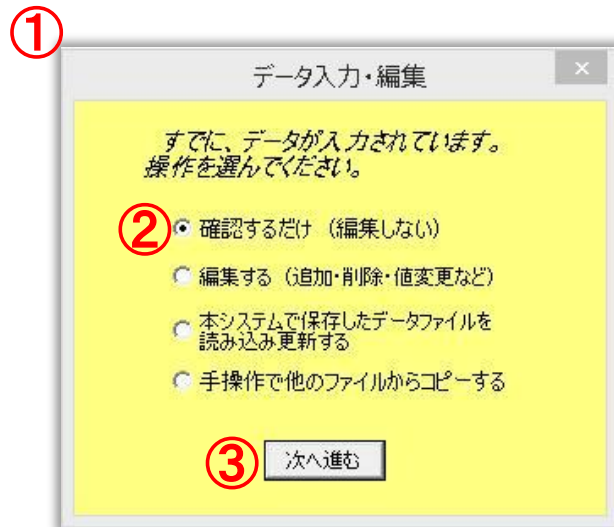 ①
データ入力・編集
すでに、データが入力されています。
操作を選んでください。
②
確認するだけ (編集しない)
編集する (追加・削除・値変更など)
本システムで保存したデータファイルを
読み込み更新する
手操作で他のファイルからコピーする
③
次へ進む